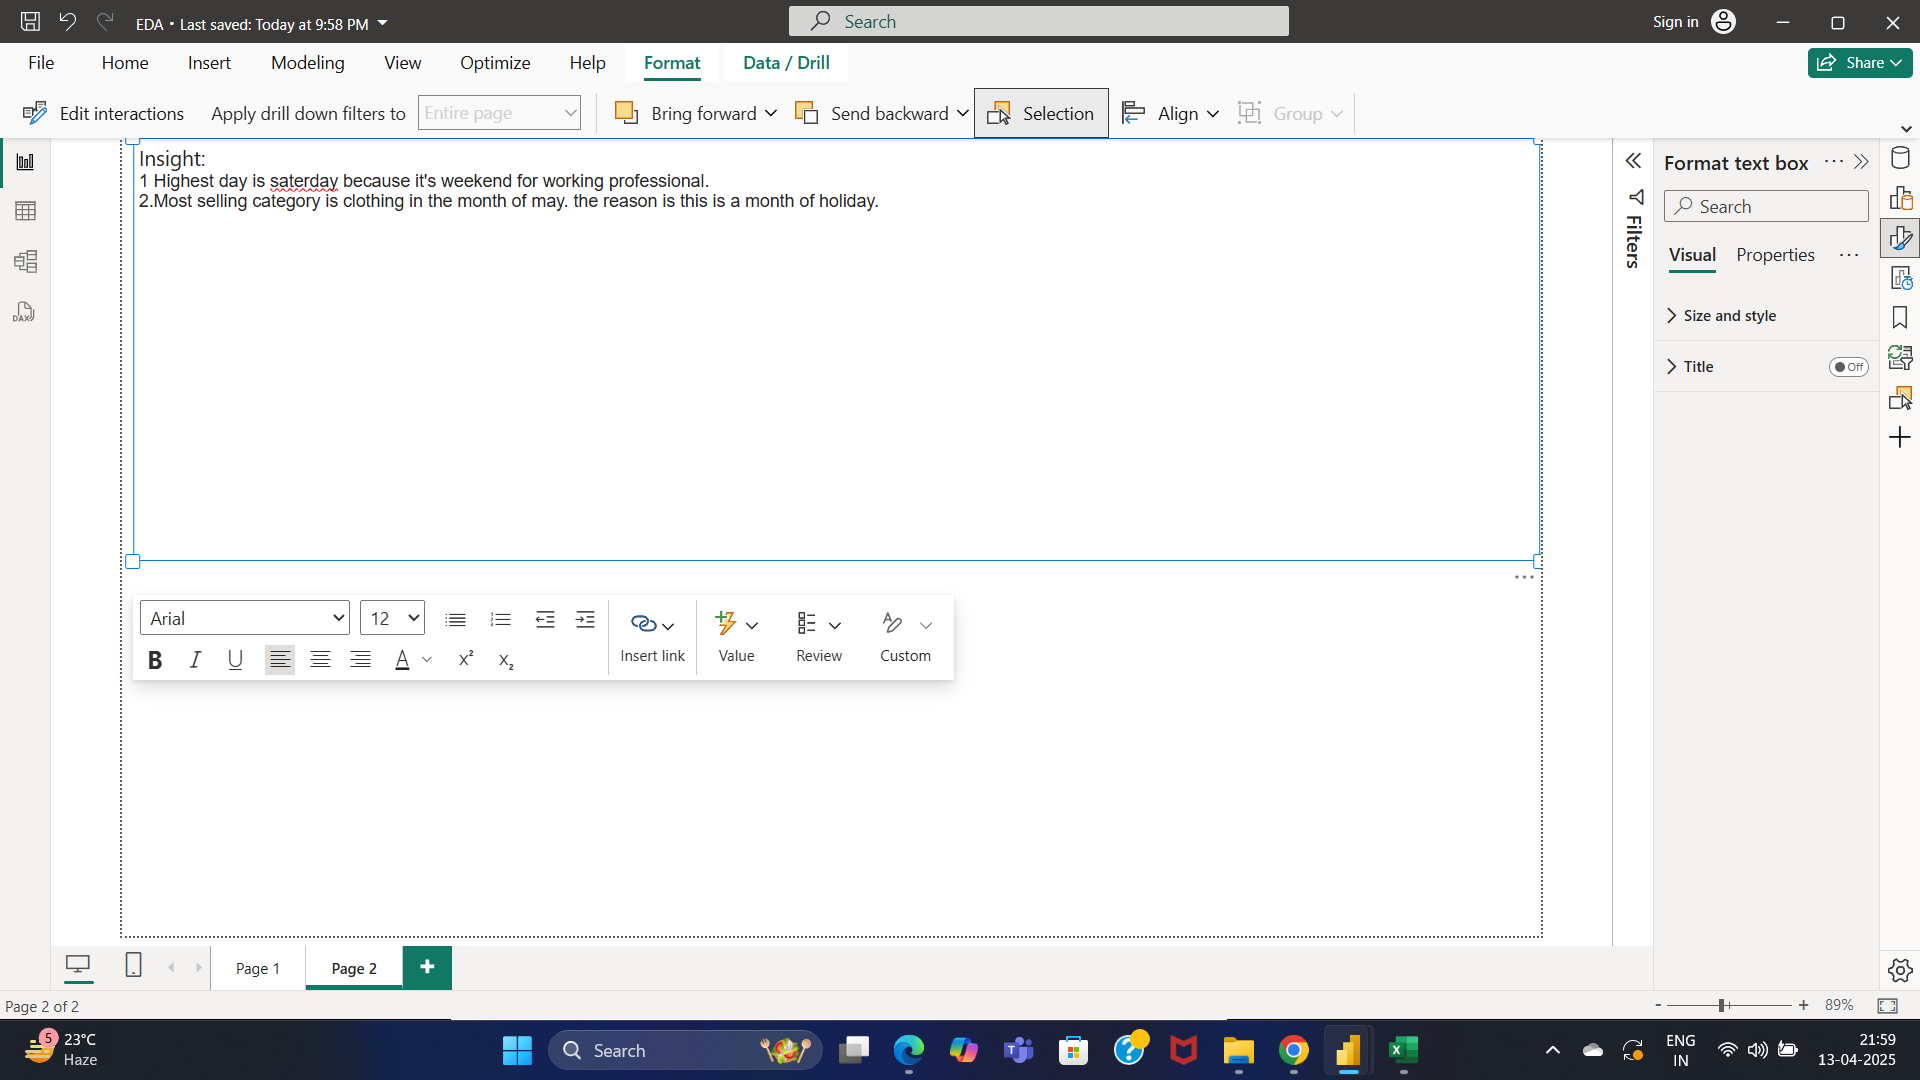 EDA • Last saved: Today at 9:58 PM
Search
Sign in
File Home Insert Modeling View Optimize Help Format Data / Drill
Share
Edit interactions Apply drill down filters to Entire page Bring forward Send backward Selection Align Group
Insight:
1 Highest day is saterday because it's weekend for working professional.
2.Most selling category is clothing in the month of may. the reason is this is a month of holiday.
Filters
Format text box
Search
Visual Properties
Size and style
Title Off
DAX
Arial 12
B I U A x² x₂
Insert link Value Review Custom
Page 1 Page 2
Page 2 of 2
- + 89%
5 23°C
Haze
Search
ENG
IN
21:59
13-04-2025